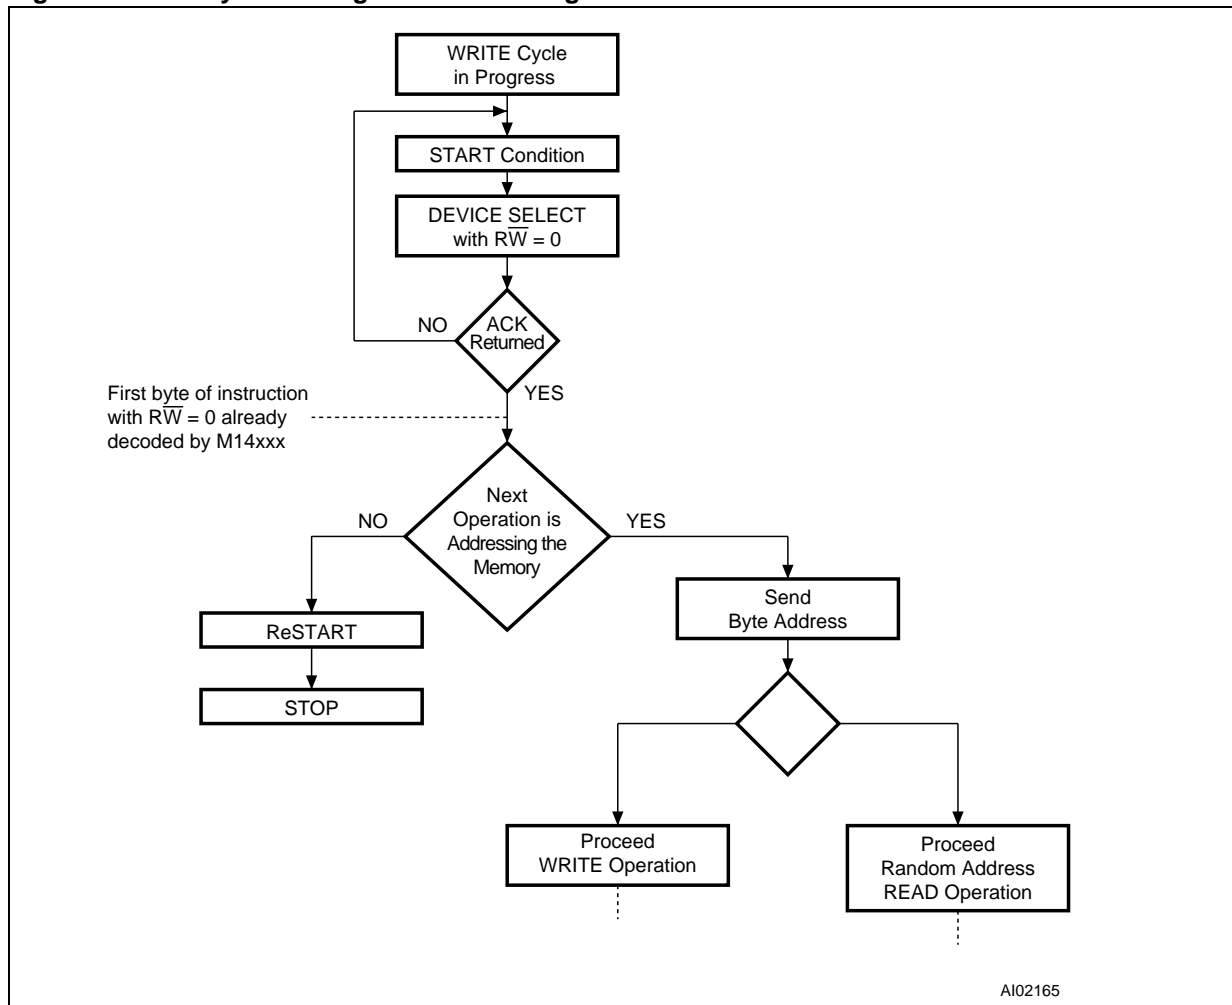 WRITE Cycle
in Progress
START Condition
DEVICE SELECT
with RW̅ = 0
ACK
Returned
NO
YES
First byte of instruction
with RW̅ = 0 already
decoded by M14xxx
Next
Operation is
Addressing the
Memory
NO
YES
Send
Byte Address
ReSTART
STOP
Proceed
WRITE Operation
Proceed
Random Address
READ Operation
AI02165